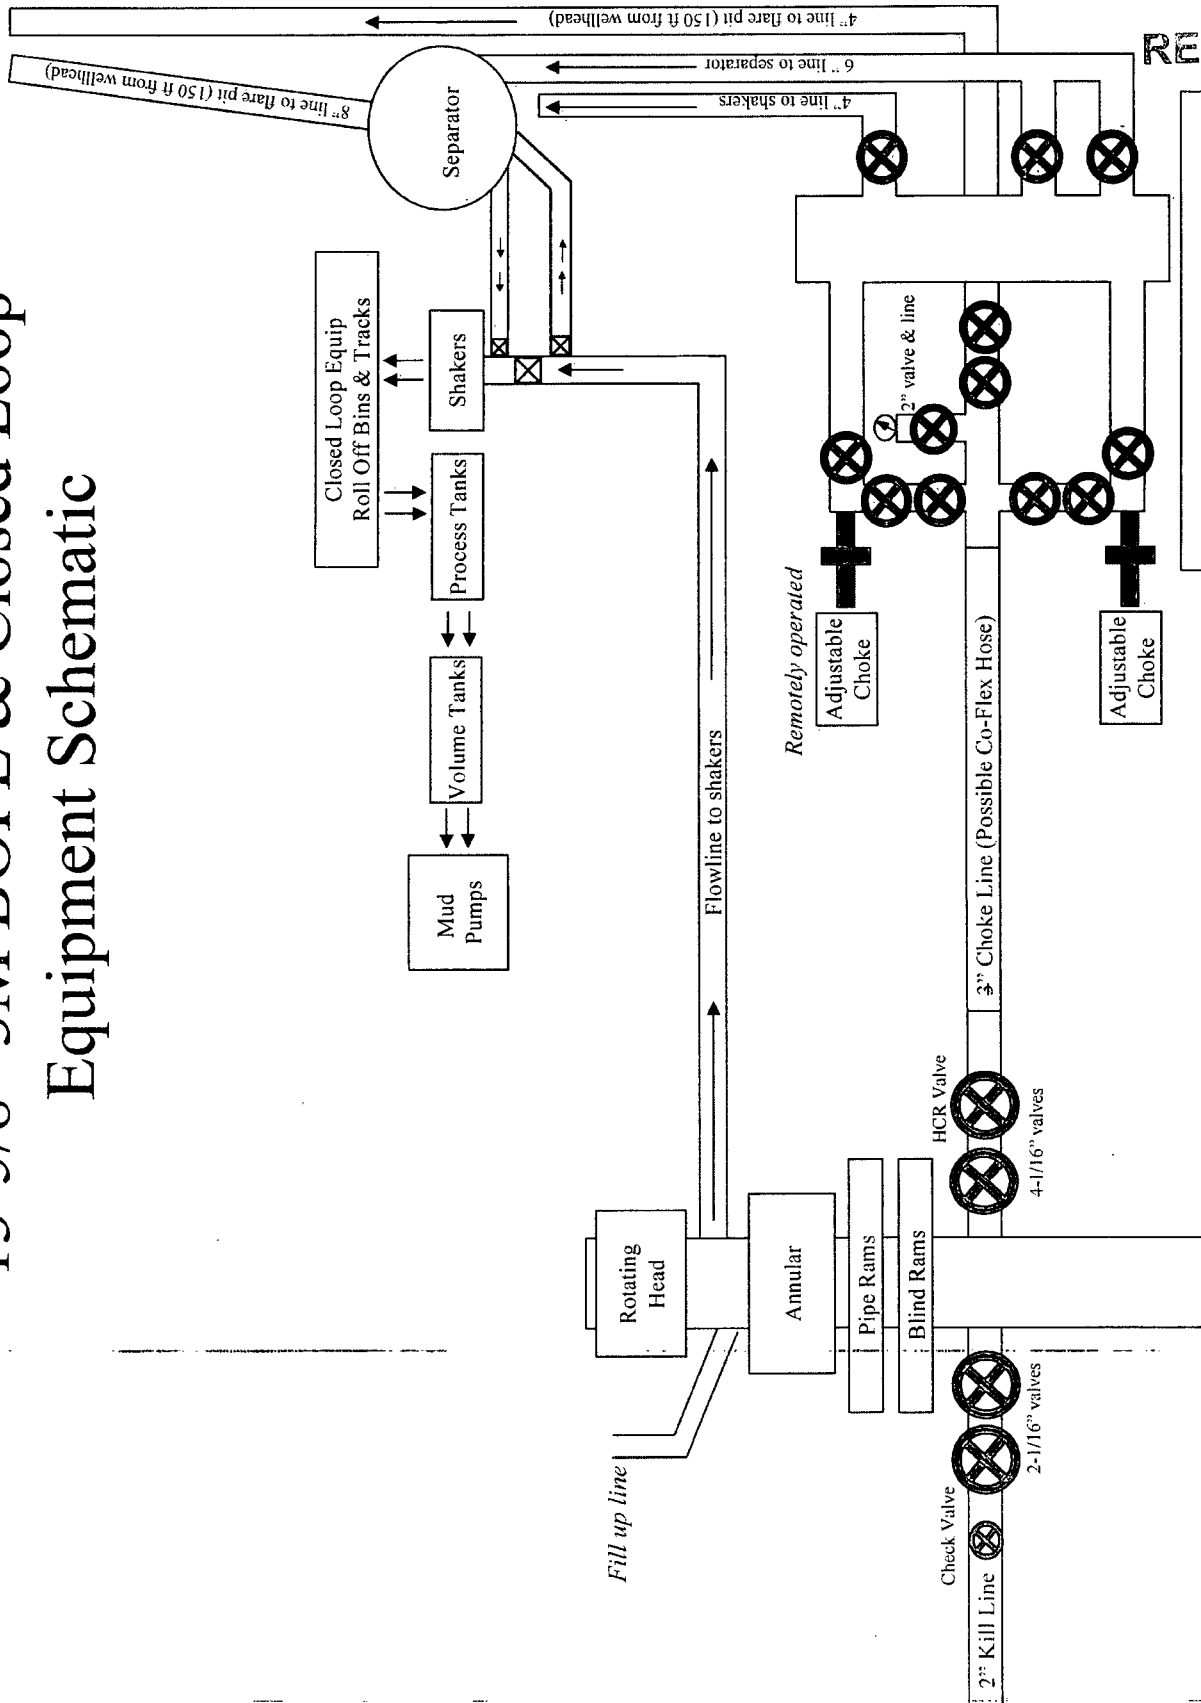 Equipment Schematic
8" line to flare pit (150 ft from wellhead)
4" line to flare pit (150 ft from wellhead)
Separator
6" line to separator
4" line to shakers
RE
Closed Loop Equip
Roll Off Bins & Tracks
Shakers
Process Tanks
Volume Tanks
Mud
Pumps
Flowline to shakers
2" valve & line
Remotely operated
Adjustable
Choke
Adjustable
Choke
3" Choke Line (Possible Co-Flex Hose)
HCR Valve
4-1/16" valves
Rotating
Head
Fill up line
Annular
Pipe Rams
Blind Rams
2-1/16" valves
Check Valve
2" Kill Line